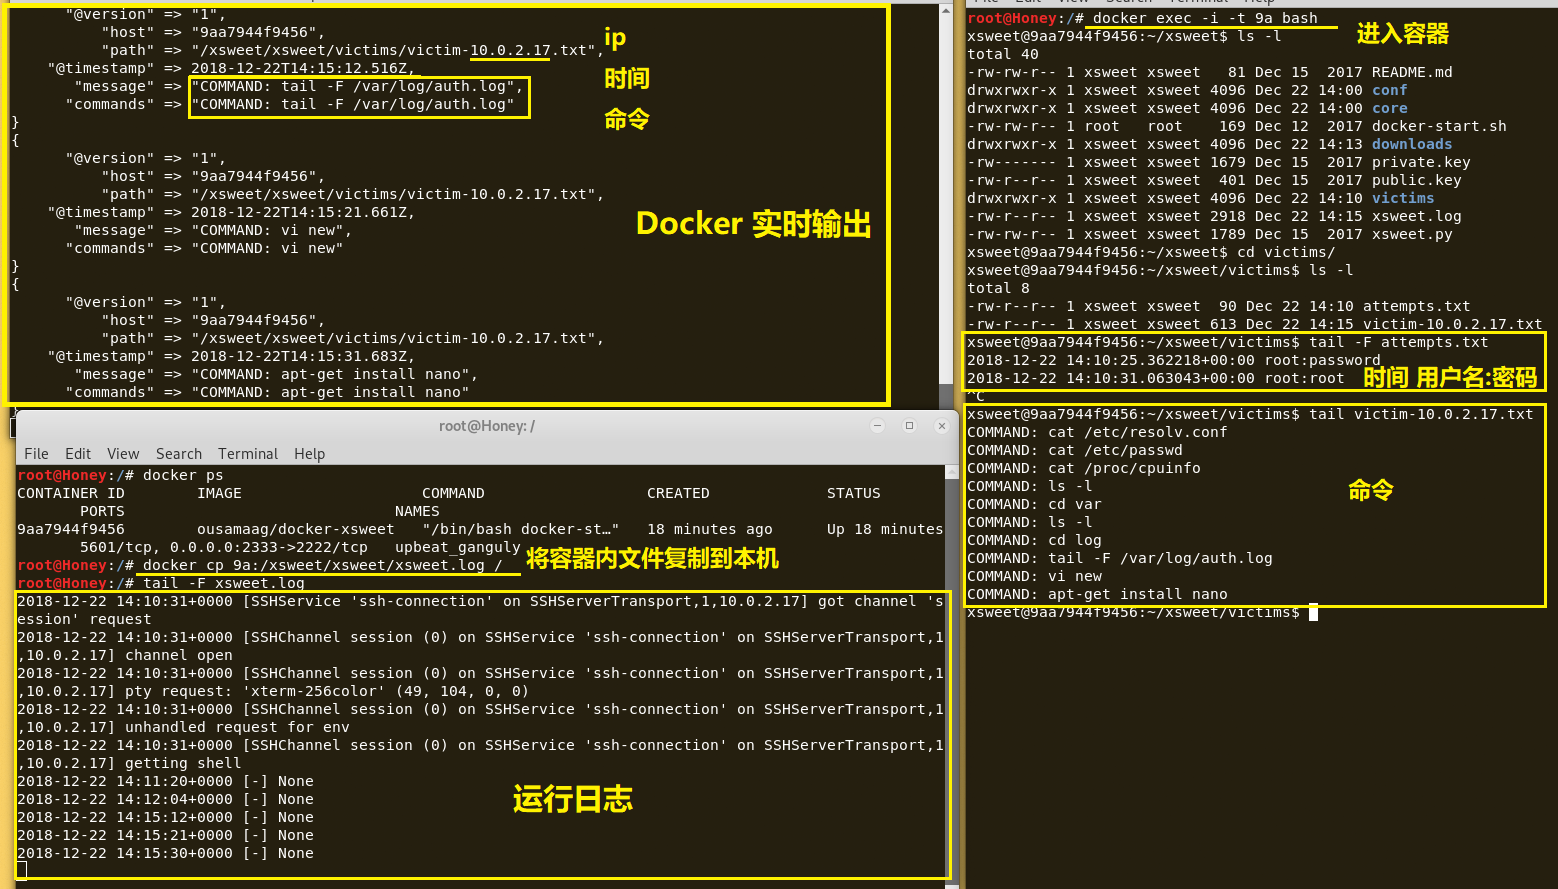 "@version" => "1",
"host" => "9aa7944f9456",
"path" => "/xsweet/xsweet/victims/victim-10.0.2.17.txt",
"@timestamp" => 2018-12-22T14:15:12.516Z,
"message" => "COMMAND: tail -F /var/log/auth.log",
"commands" => "COMMAND: tail -F /var/log/auth.log"
}
{
"@version" => "1",
"host" => "9aa7944f9456",
"path" => "/xsweet/xsweet/victims/victim-10.0.2.17.txt",
"@timestamp" => 2018-12-22T14:15:21.661Z,
"message" => "COMMAND: vi new",
"commands" => "COMMAND: vi new"
}
{
"@version" => "1",
"host" => "9aa7944f9456",
"path" => "/xsweet/xsweet/victims/victim-10.0.2.17.txt",
"@timestamp" => 2018-12-22T14:15:31.683Z,
"message" => "COMMAND: apt-get install nano",
"commands" => "COMMAND: apt-get install nano"
ip
时间
命令
Docker 实时输出
root@Honey: /
File Edit View Search Terminal Help
root@Honey:/# docker ps
CONTAINER ID IMAGE COMMAND CREATED STATUS
PORTS NAMES
9aa7944f9456 ousamaag/docker-xsweet "/bin/bash docker-st…" 18 minutes ago Up 18 minutes
5601/tcp, 0.0.0.0:2333->2222/tcp upbeat_ganguly
root@Honey:/# docker cp 9a:/xsweet/xsweet/xsweet.log /
将容器内文件复制到本机
root@Honey:/# tail -F xsweet.log
2018-12-22 14:10:31+0000 [SSHService 'ssh-connection' on SSHServerTransport,1,10.0.2.17] got channel 's
ession' request
2018-12-22 14:10:31+0000 [SSHChannel session (0) on SSHService 'ssh-connection' on SSHServerTransport,1
,10.0.2.17] channel open
2018-12-22 14:10:31+0000 [SSHChannel session (0) on SSHService 'ssh-connection' on SSHServerTransport,1
,10.0.2.17] pty request: 'xterm-256color' (49, 104, 0, 0)
2018-12-22 14:10:31+0000 [SSHChannel session (0) on SSHService 'ssh-connection' on SSHServerTransport,1
,10.0.2.17] unhandled request for env
2018-12-22 14:10:31+0000 [SSHChannel session (0) on SSHService 'ssh-connection' on SSHServerTransport,1
,10.0.2.17] getting shell
2018-12-22 14:11:20+0000 [-] None
2018-12-22 14:12:04+0000 [-] None
2018-12-22 14:15:12+0000 [-] None
2018-12-22 14:15:21+0000 [-] None
2018-12-22 14:15:30+0000 [-] None
运行日志
File Edit View Search Terminal Help
root@Honey:/# docker exec -i -t 9a bash
进入容器
xsweet@9aa7944f9456:~/xsweet$ ls -l
total 40
-rw-rw-r-- 1 xsweet xsweet 81 Dec 15 2017 README.md
drwxrwxr-x 1 xsweet xsweet 4096 Dec 22 14:00 conf
drwxrwxr-x 1 xsweet xsweet 4096 Dec 22 14:00 core
-rw-rw-r-- 1 root root 169 Dec 12 2017 docker-start.sh
drwxrwxr-x 1 xsweet xsweet 4096 Dec 22 14:13 downloads
-rw------- 1 xsweet xsweet 1679 Dec 15 2017 private.key
-rw-rw-r-- 1 xsweet xsweet 401 Dec 15 2017 public.key
drwxrwxr-x 1 xsweet xsweet 4096 Dec 22 14:10 victims
-rw-r--r-- 1 xsweet xsweet 2918 Dec 22 14:15 xsweet.log
-rw-rw-r-- 1 xsweet xsweet 1789 Dec 15 2017 xsweet.py
xsweet@9aa7944f9456:~/xsweet$ cd victims/
xsweet@9aa7944f9456:~/xsweet/victims$ ls -l
total 8
-rw-r--r-- 1 xsweet xsweet 90 Dec 22 14:10 attempts.txt
-rw-r--r-- 1 xsweet xsweet 613 Dec 22 14:15 victim-10.0.2.17.txt
xsweet@9aa7944f9456:~/xsweet/victims$ tail -F attempts.txt
2018-12-22 14:10:25.362218+00:00 root:password
2018-12-22 14:10:31.063043+00:00 root:root
时间 用户名:密码
^C
xsweet@9aa7944f9456:~/xsweet/victims$ tail victim-10.0.2.17.txt
COMMAND: cat /etc/resolv.conf
COMMAND: cat /etc/passwd
COMMAND: cat /proc/cpuinfo
COMMAND: ls -l
COMMAND: cd var
COMMAND: ls -l
COMMAND: cd log
COMMAND: tail -F /var/log/auth.log
COMMAND: vi new
COMMAND: apt-get install nano
命令
xsweet@9aa7944f9456:~/xsweet/victims$